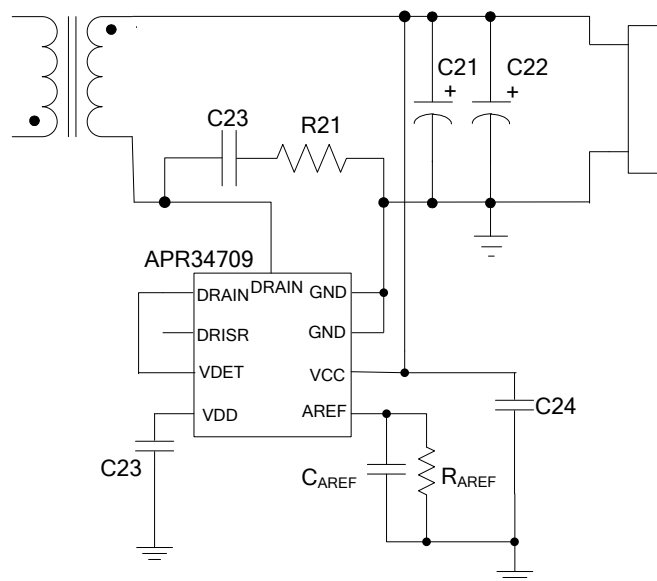 C21
+
C22
+
C23
R21
APR34709
DRAIN
DRAIN
GND
DRISR
GND
VDET
VCC
VDD
AREF
C24
C23
CAREF
RAREF